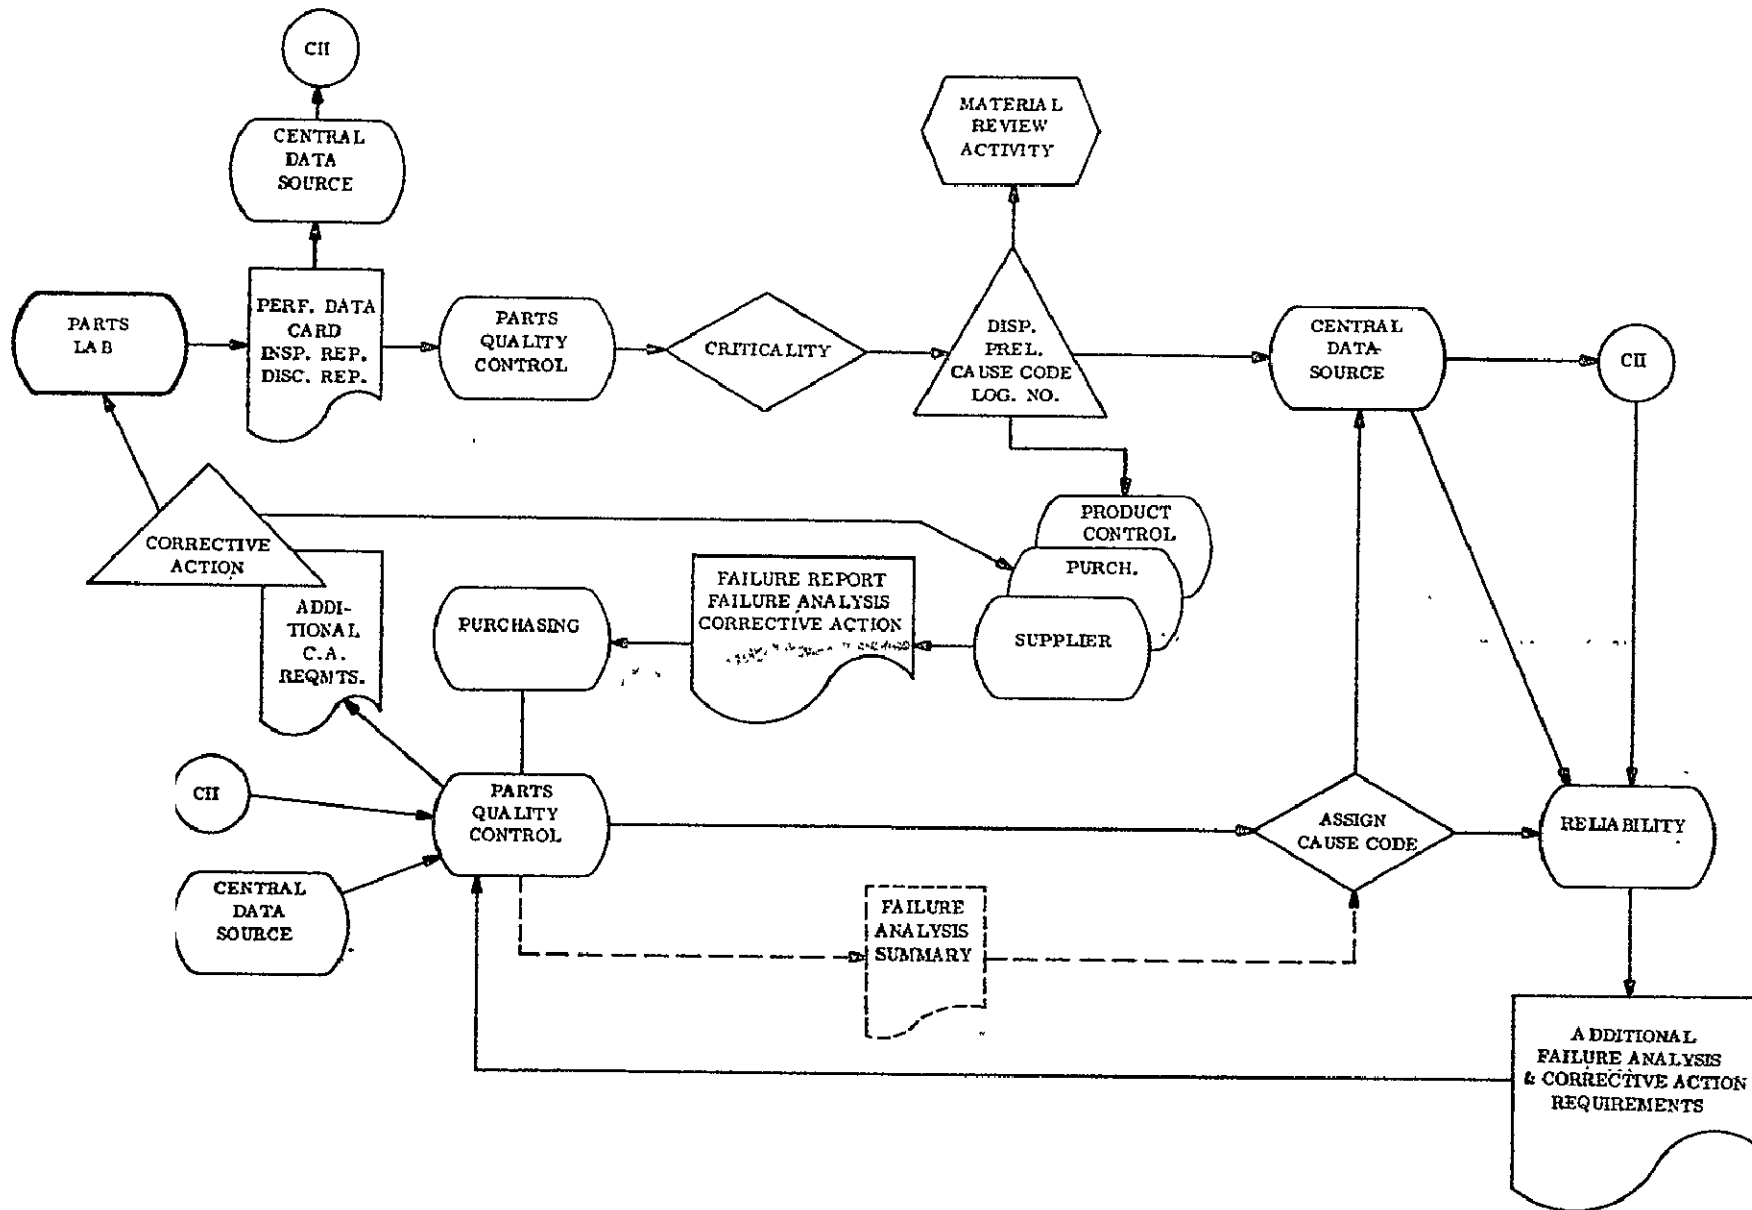 CII
CENTRAL
DATA
SOURCE
MATERIAL
REVIEW
ACTIVITY
PARTS
LAB
PERF. DATA
CARD
INSP. REP.
DISC. REP.
PARTS
QUALITY
CONTROL
CRITICALITY
DISP.
PREL.
CAUSE CODE
LOG. NO.
CENTRAL
DATA
SOURCE
CII
CORRECTIVE
ACTION
ADDI-
TIONAL
C.A.
REQMTS.
PURCHASING
FAILURE REPORT
FAILURE ANALYSIS
CORRECTIVE ACTION
PRODUCT
CONTROL
PURCH.
SUPPLIER
CII
PARTS
QUALITY
CONTROL
ASSIGN
CAUSE CODE
RELIABILITY
CENTRAL
DATA
SOURCE
FAILURE
ANALYSIS
SUMMARY
ADDITIONAL
FAILURE ANALYSIS
& CORRECTIVE ACTION
REQUIREMENTS